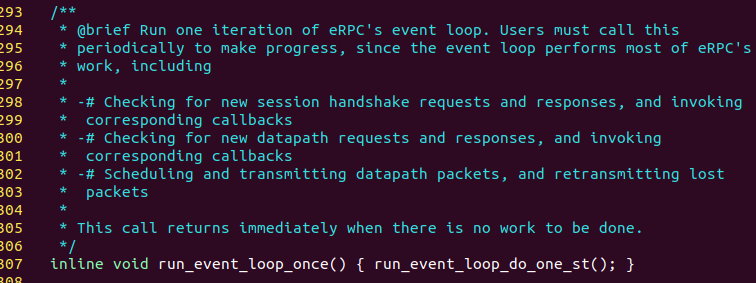 293 /**
294 * @brief Run one iteration of eRPC's event loop. Users must call this
295 * periodically to make progress, since the event loop performs most of eRPC's
296 * work, including
297 *
298 * -# Checking for new session handshake requests and responses, and invoking
299 * corresponding callbacks
300 * -# Checking for new datapath requests and responses, and invoking
301 * corresponding callbacks
302 * -# Scheduling and transmitting datapath packets, and retransmitting lost
303 * packets
304 *
305 * This call returns immediately when there is no work to be done.
306 */
307 inline void run_event_loop_once() { run_event_loop_do_one_st(); }
308